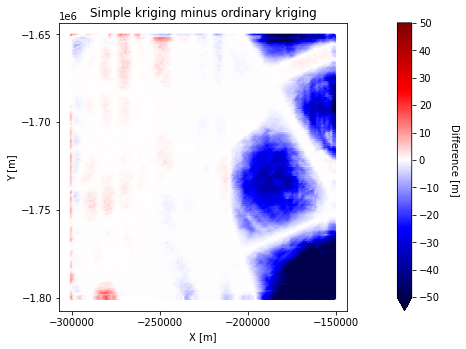 Simple kriging minus ordinary kriging
1e6
−1.65
−1.70
−1.75
−1.80
Y [m]
−300000 −250000 −200000 −150000
X [m]
50
40
30
20
10
0
−10
−20
−30
−40
−50
Difference [m]